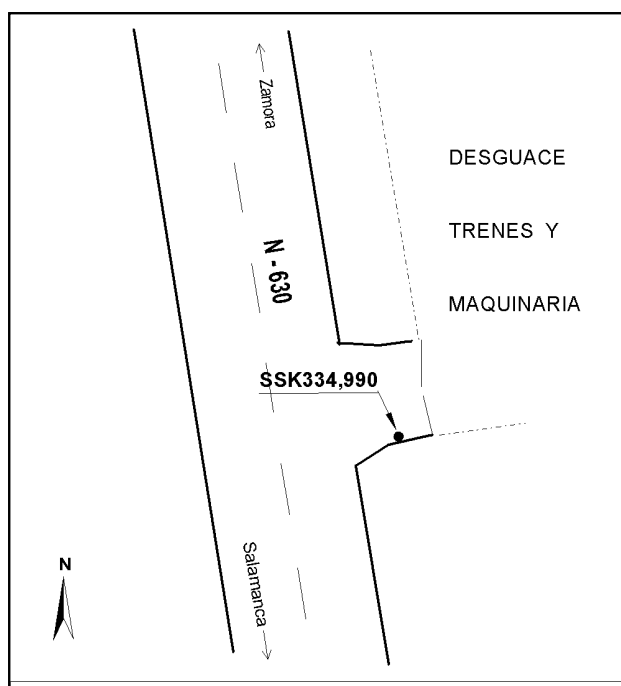 Zamora
DESGUACE
TRENES Y
N - 630
MAQUINARIA
SSK334,990
Salamanca
N